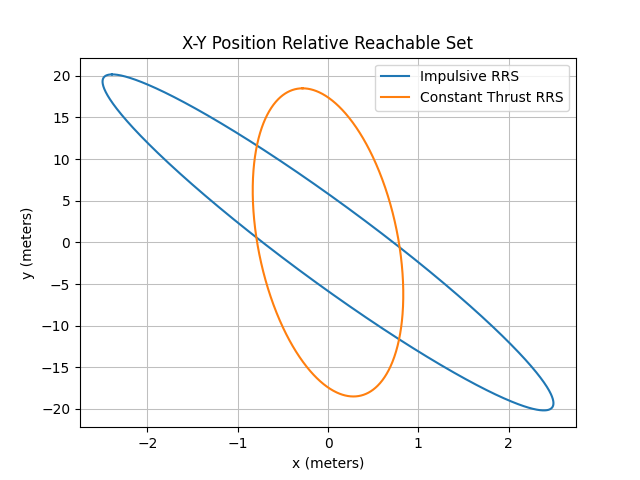 X-Y Position Relative Reachable Set
Impulsive RRS
Constant Thrust RRS
20
15
10
5
0
−5
−10
−15
−20
y (meters)
−2
−1
0
1
2
x (meters)